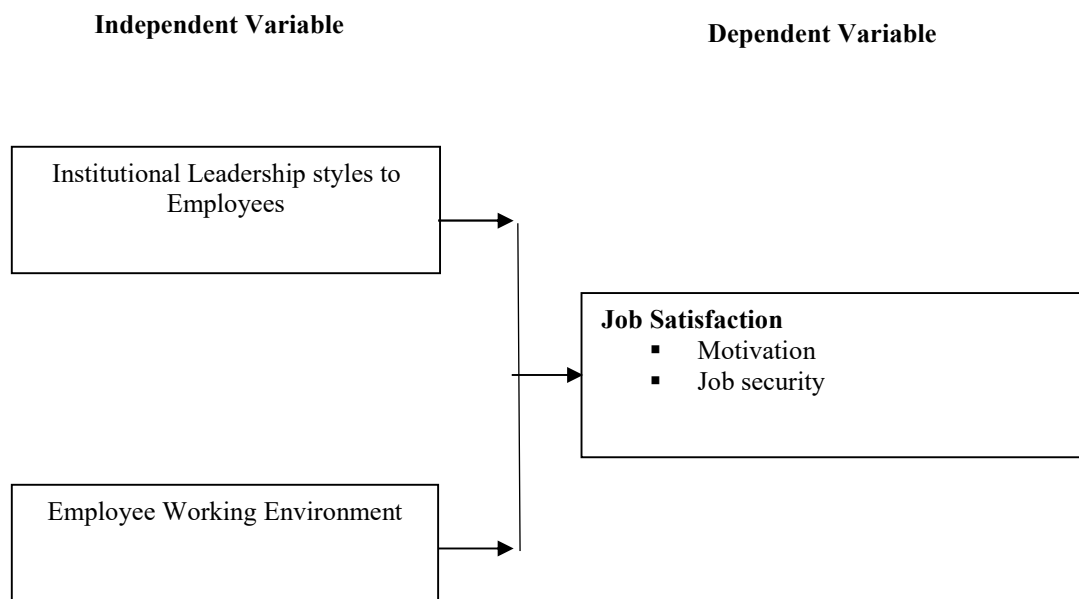 Independent Variable
Dependent Variable
Institutional Leadership styles to
Employees
Job Satisfaction
▪ Motivation
▪ Job security
Employee Working Environment